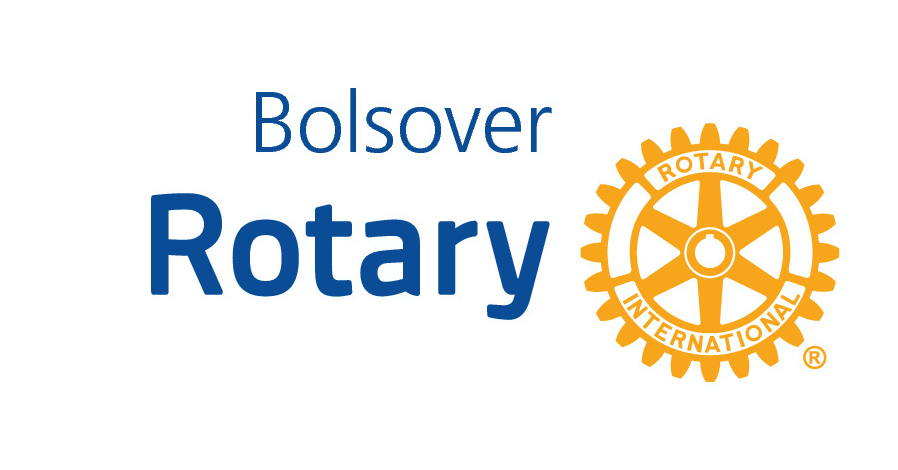 Bolsover
Rotary
ROTARY
INTERNATIONAL
®